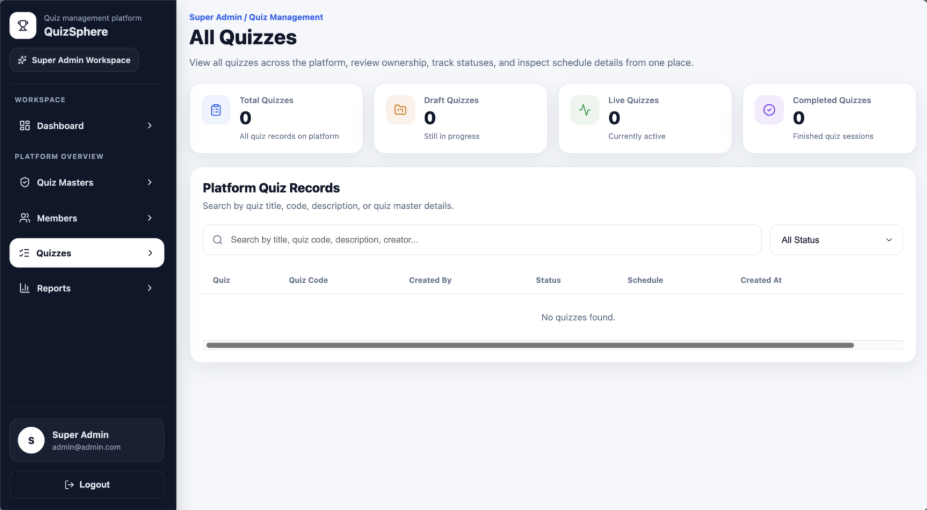 Quiz management platform
QuizSphere
Super Admin Workspace
WORKSPACE
Dashboard
PLATFORM OVERVIEW
Quiz Masters
Members
Quizzes
Reports
S
Super Admin
admin@admin.com
Logout
Super Admin / Quiz Management
All Quizzes
View all quizzes across the platform, review ownership, track statuses, and inspect schedule details from one place.
Total Quizzes
0
All quiz records on platform
Draft Quizzes
0
Still in progress
Live Quizzes
0
Currently active
Completed Quizzes
0
Finished quiz sessions
Platform Quiz Records
Search by quiz title, code, description, or quiz master details.
Search by title, quiz code, description, creator...
All Status
Quiz Quiz Code Created By Status Schedule Created At
No quizzes found.